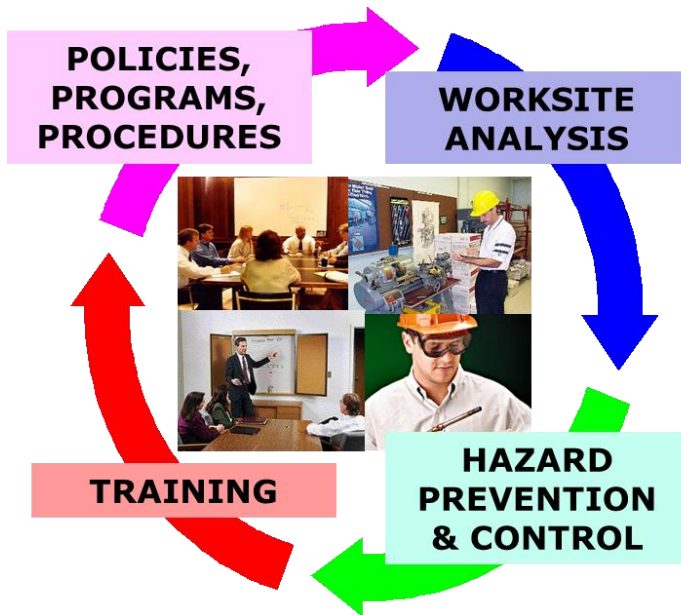 POLICIES,
PROGRAMS,
PROCEDURES
WORKSITE
ANALYSIS
HAZARD
PREVENTION
& CONTROL
TRAINING